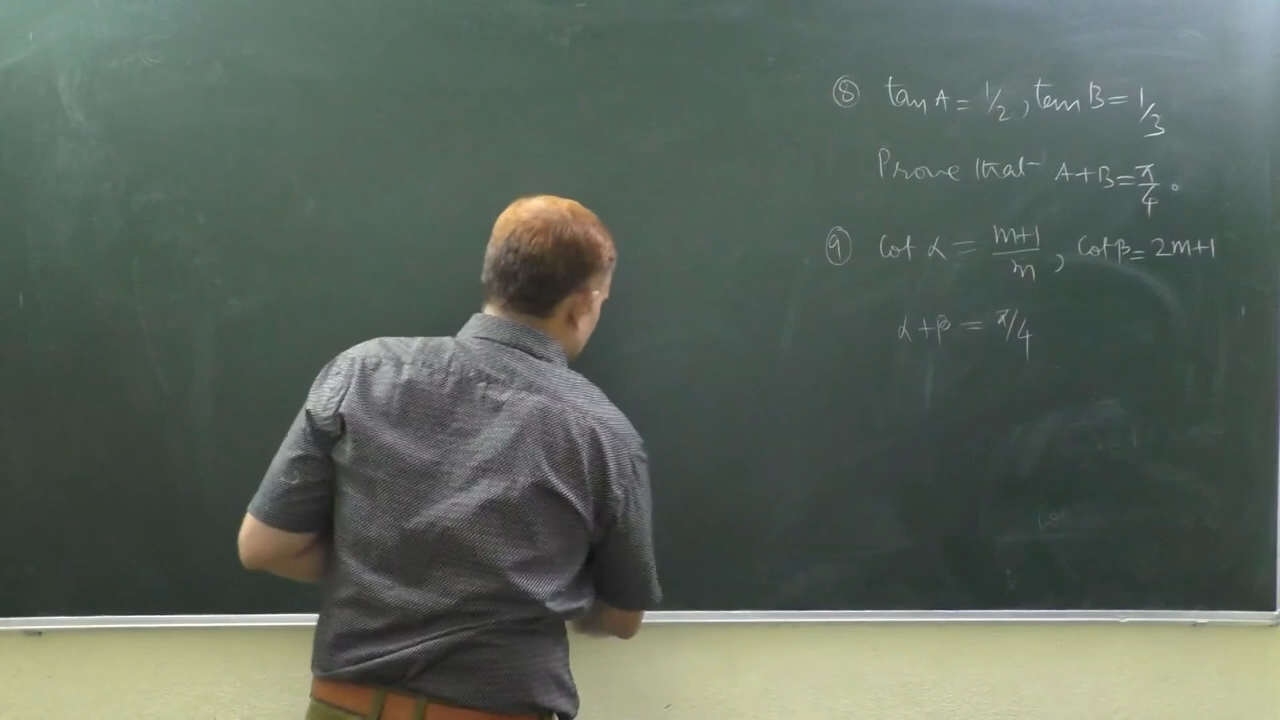 ⑧ tan A = 1/2, tan B = 1/3
Prove that A+B = π/4.
⑨ Cot α = m+1/m, Cot β = 2m+1
α+β = π/4